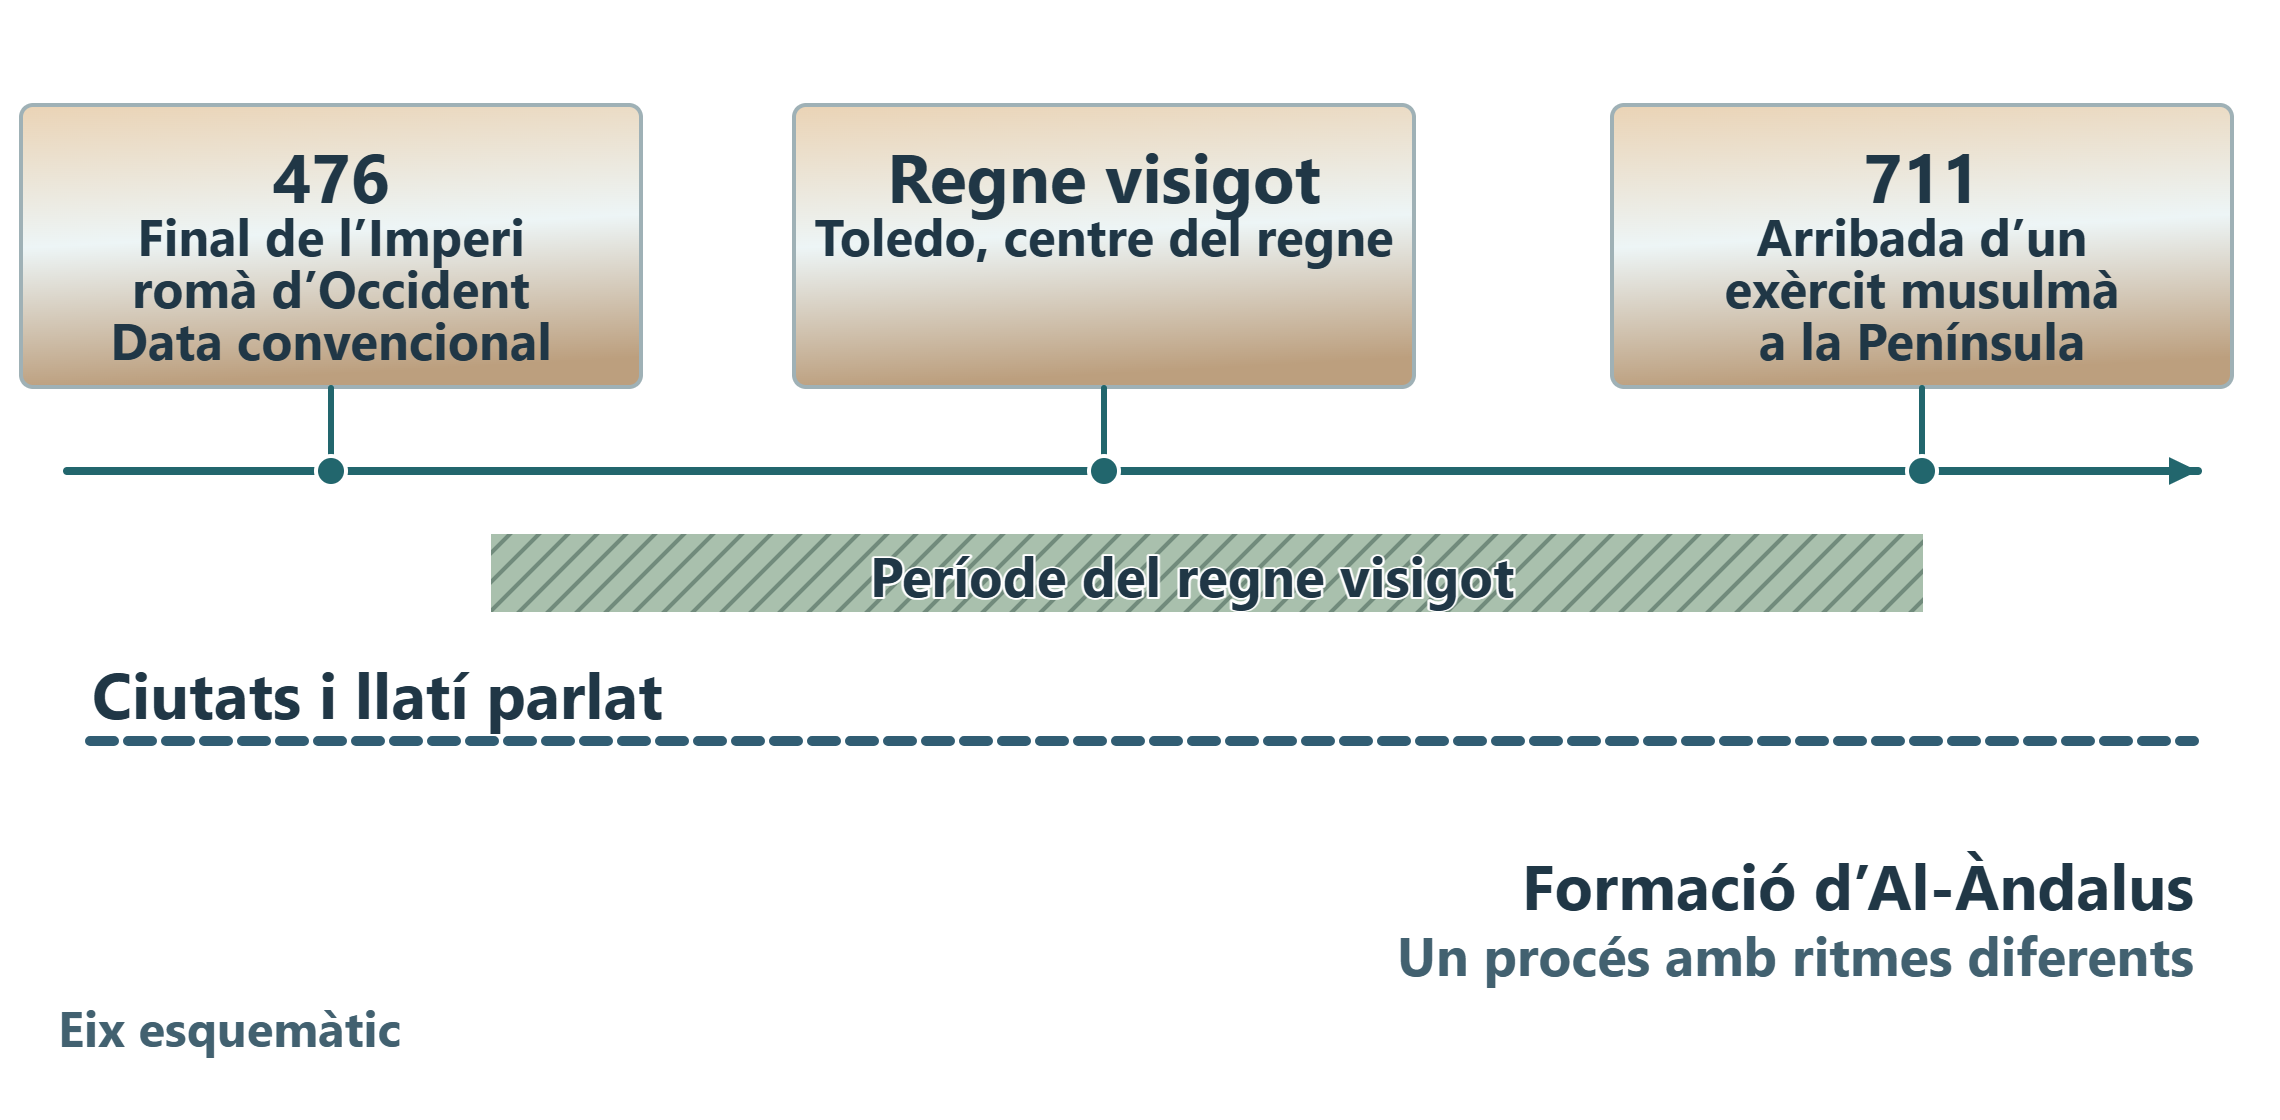 476
Final de l’Imperi
romà d’Occident
Data convencional
Regne visigot
Toledo, centre del regne
711
Arribada d’un
exèrcit musulmà
a la Península
Període del regne visigot
Ciutats i llatí parlat
Formació d’Al-Àndalus
Un procés amb ritmes diferents
Eix esquemàtic